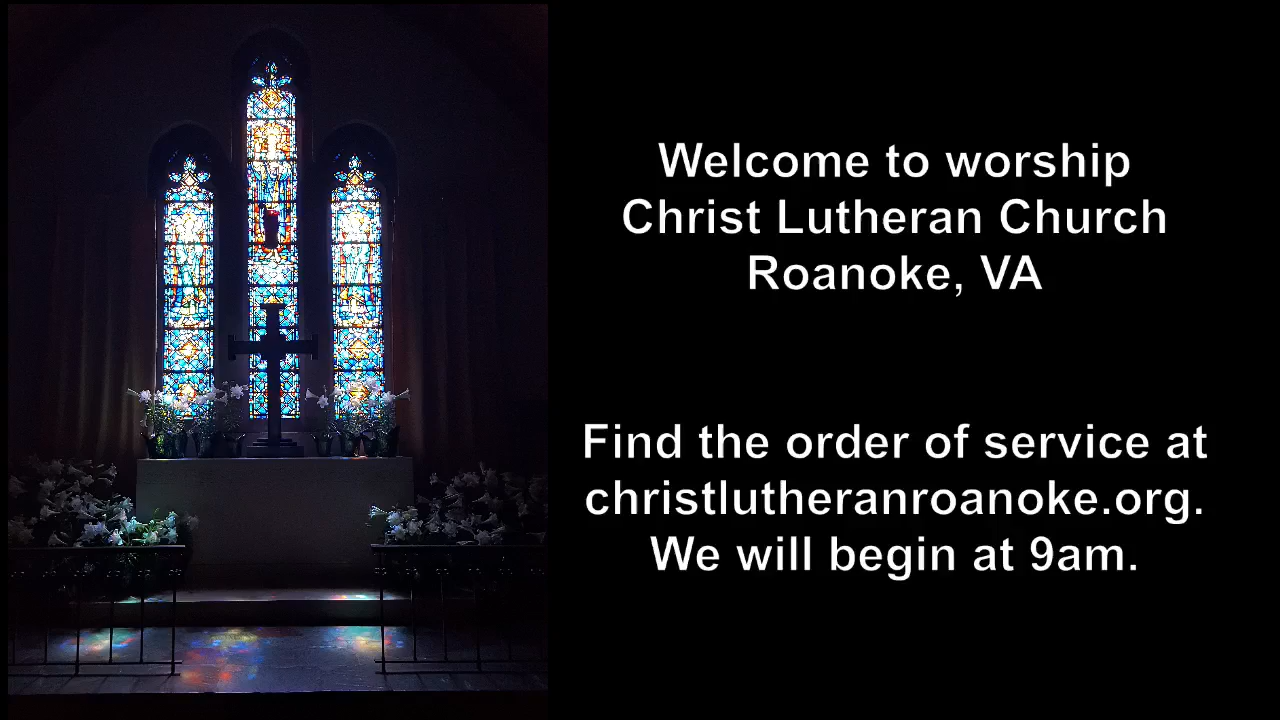 Welcome to worship
Christ Lutheran Church
Roanoke, VA
Find the order of service at
christlutheranroanoke.org.
We will begin at 9am.